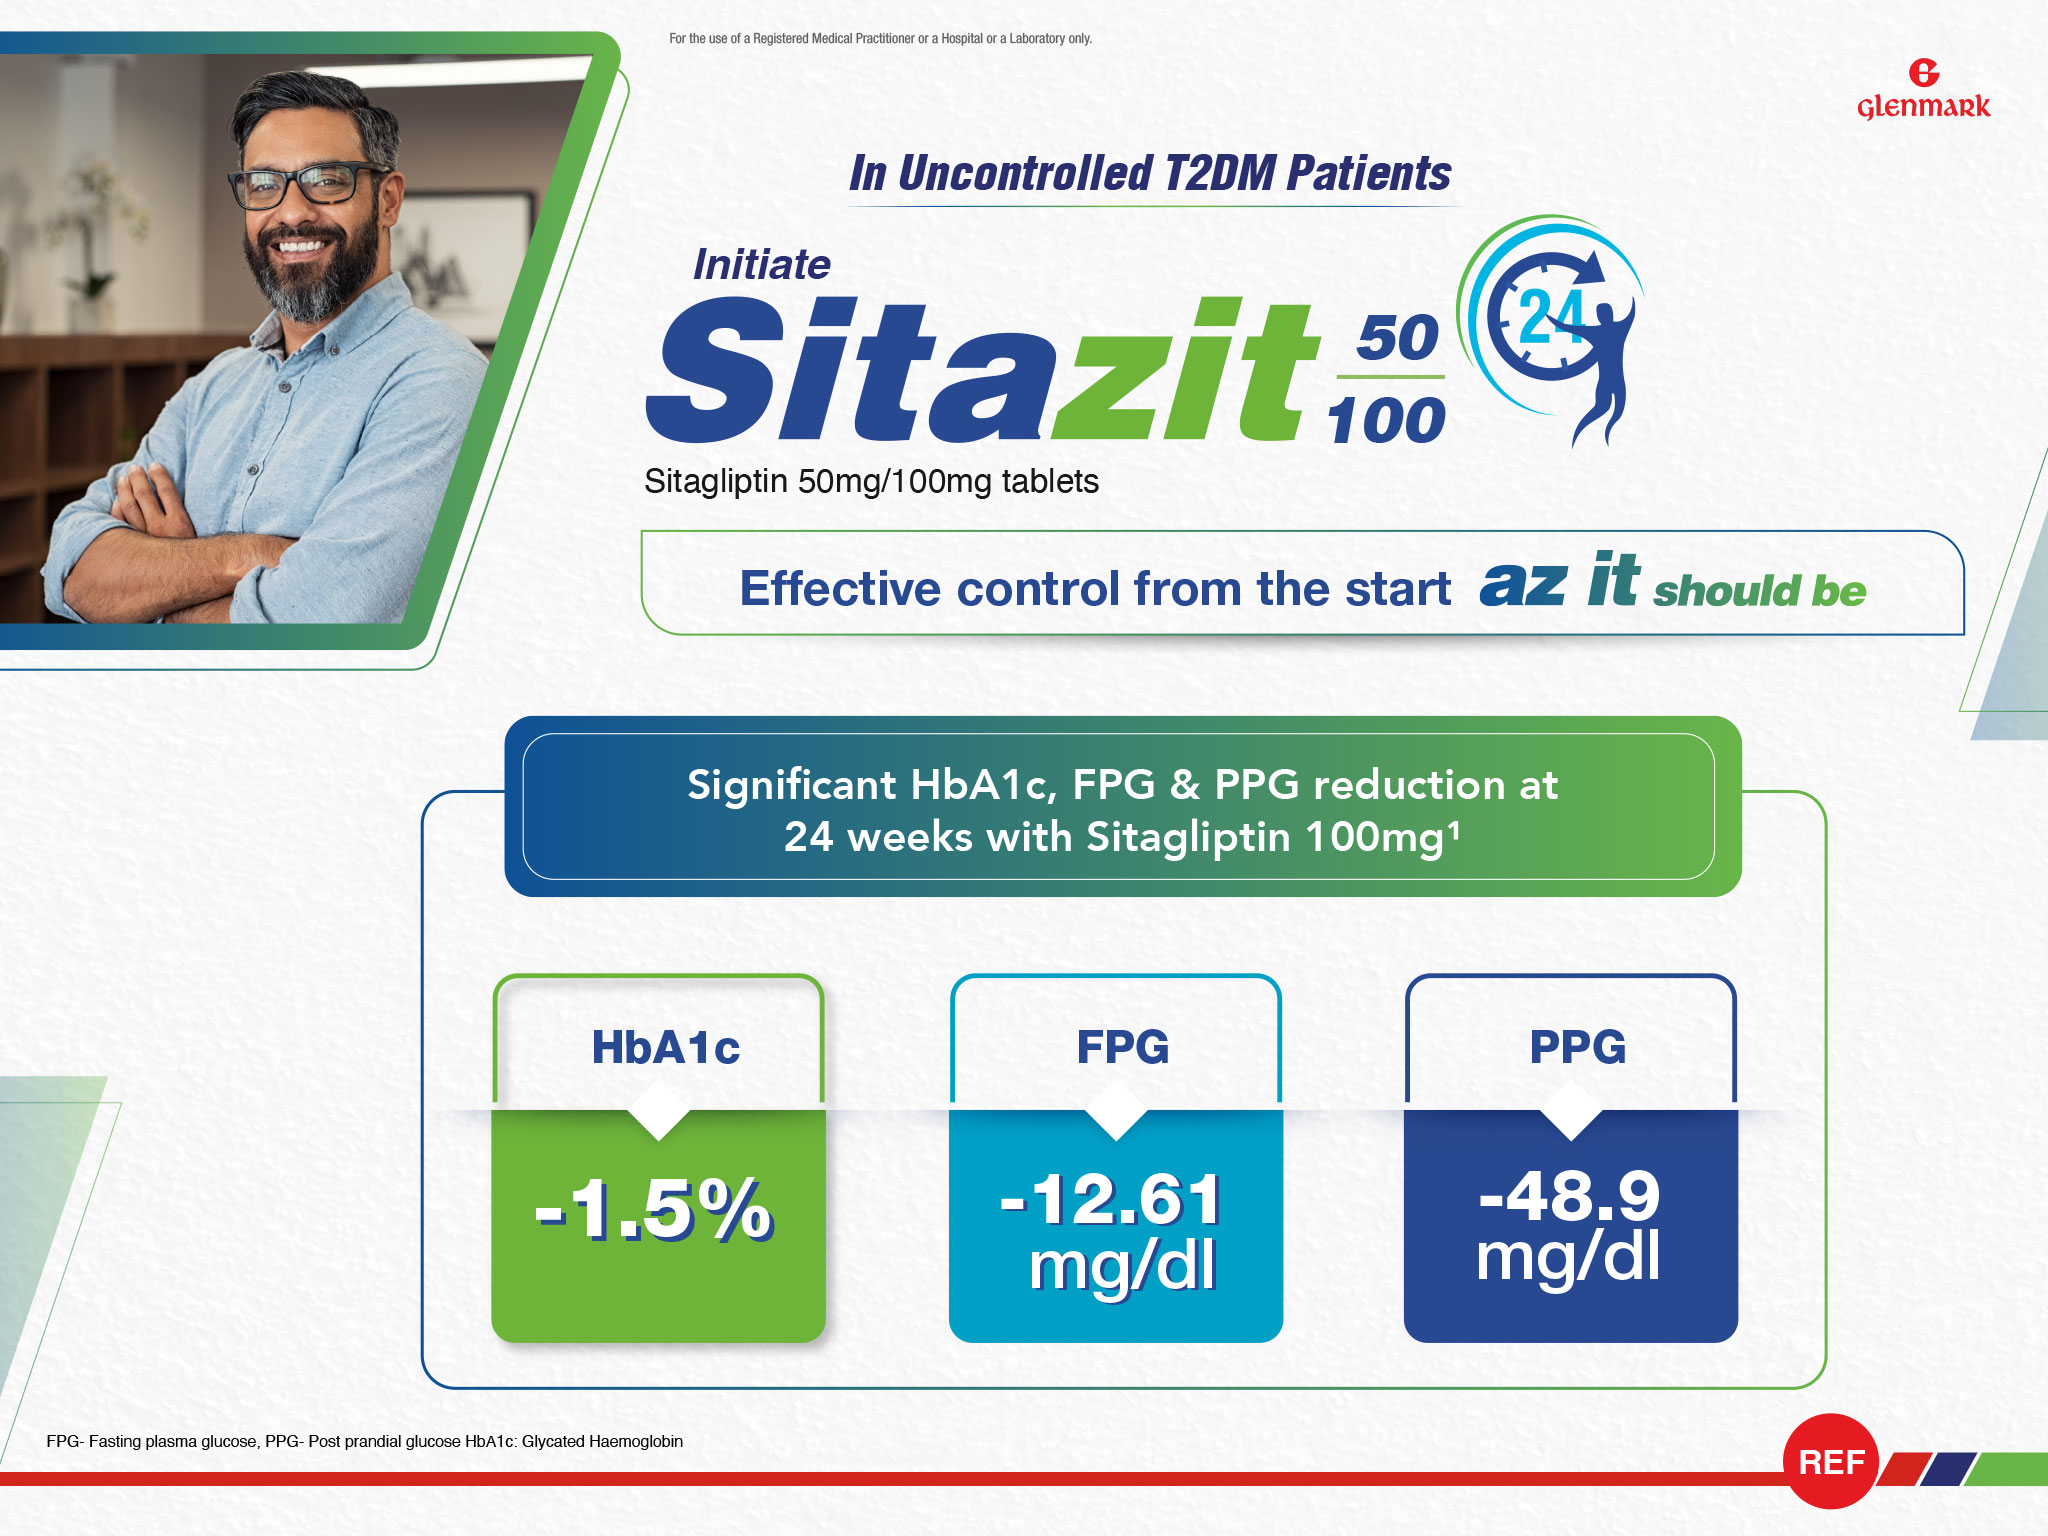 For the use of a Registered Medical Practitioner or a Hospital or a Laboratory only.
glenmark
In Uncontrolled T2DM Patients
Initiate
Sitazit 50
100
24
Sitagliptin 50mg/100mg tablets
Effective control from the start az it should be
Significant HbA1c, FPG & PPG reduction at
24 weeks with Sitagliptin 100mg¹
HbA1c
-1.5%
FPG
-12.61
mg/dl
PPG
-48.9
mg/dl
FPG- Fasting plasma glucose, PPG- Post prandial glucose HbA1c: Glycated Haemoglobin
REF